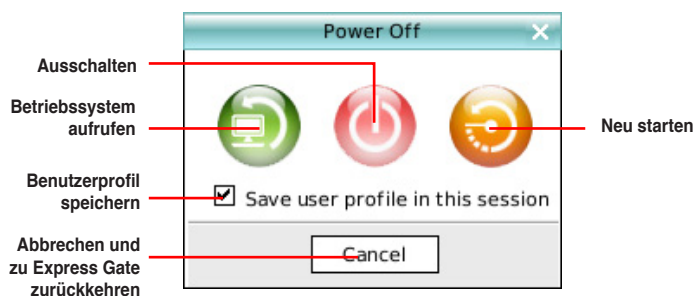 Power Off
Ausschalten
Betriebssystem
aufrufen
Neu starten
Benutzerprofil
speichern
Save user profile in this session
Abbrechen und
zu Express Gate
zurückkehren
Cancel